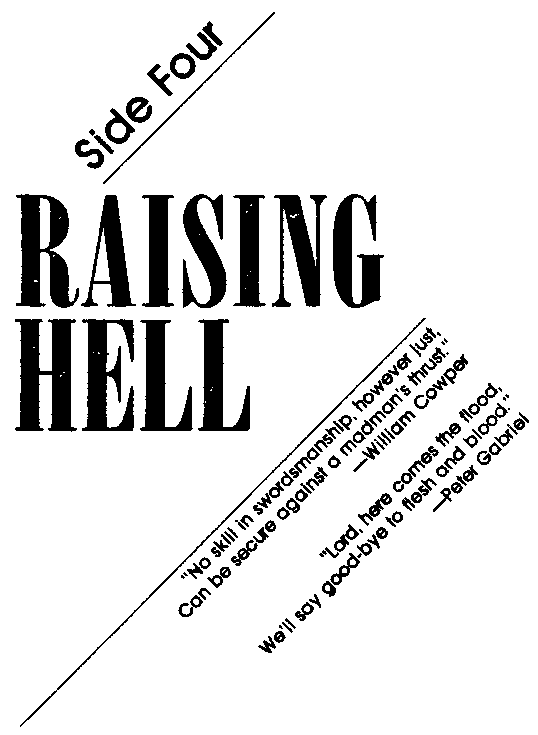 Side Four
RAISING
HELL
"No skill in swordsmanship, however just,
Can be secure against a madman's thrust."
—William Cowper
"Lord, here comes the flood,
We'll say good-bye to flesh and blood."
—Peter Gabriel